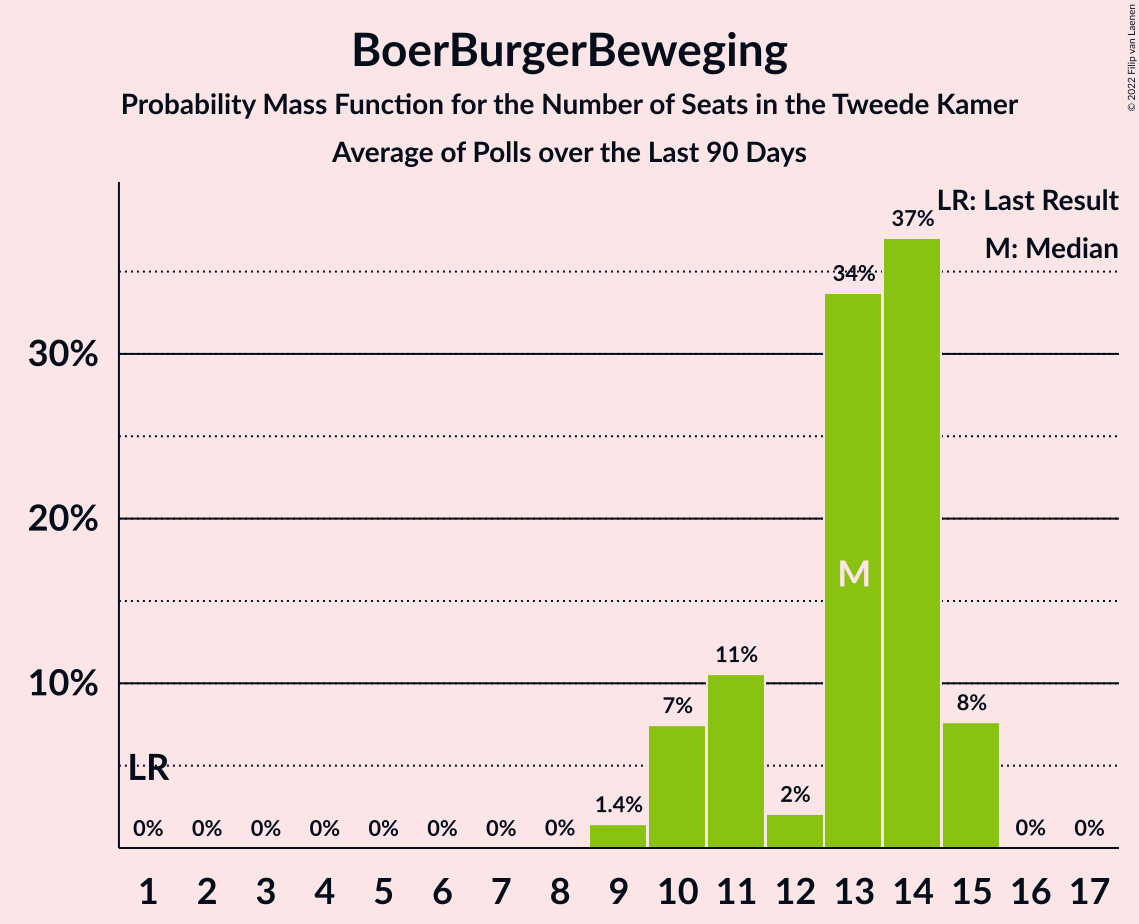 BoerBurgerBeweging
Probability Mass Function for the Number of Seats in the Tweede Kamer
Average of Polls over the Last 90 Days
© 2022 Filip van Laenen
LR: Last Result
M: Median
37%
34%
30%
20%
M
11%
10%
7%
8%
LR
1.4%
2%
0% 0% 0% 0% 0% 0% 0% 0% 0% 0%
1 2 3 4 5 6 7 8 9 10 11 12 13 14 15 16 17